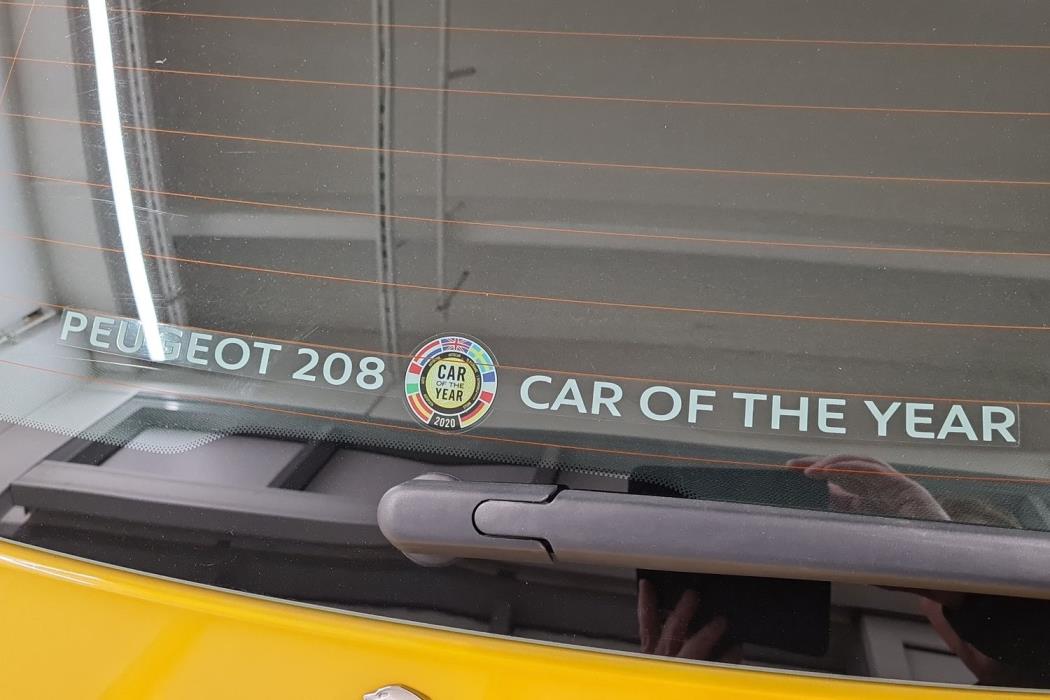 PEUGEOT 208
CAR
OF THE
YEAR
2020
CAR OF THE YEAR